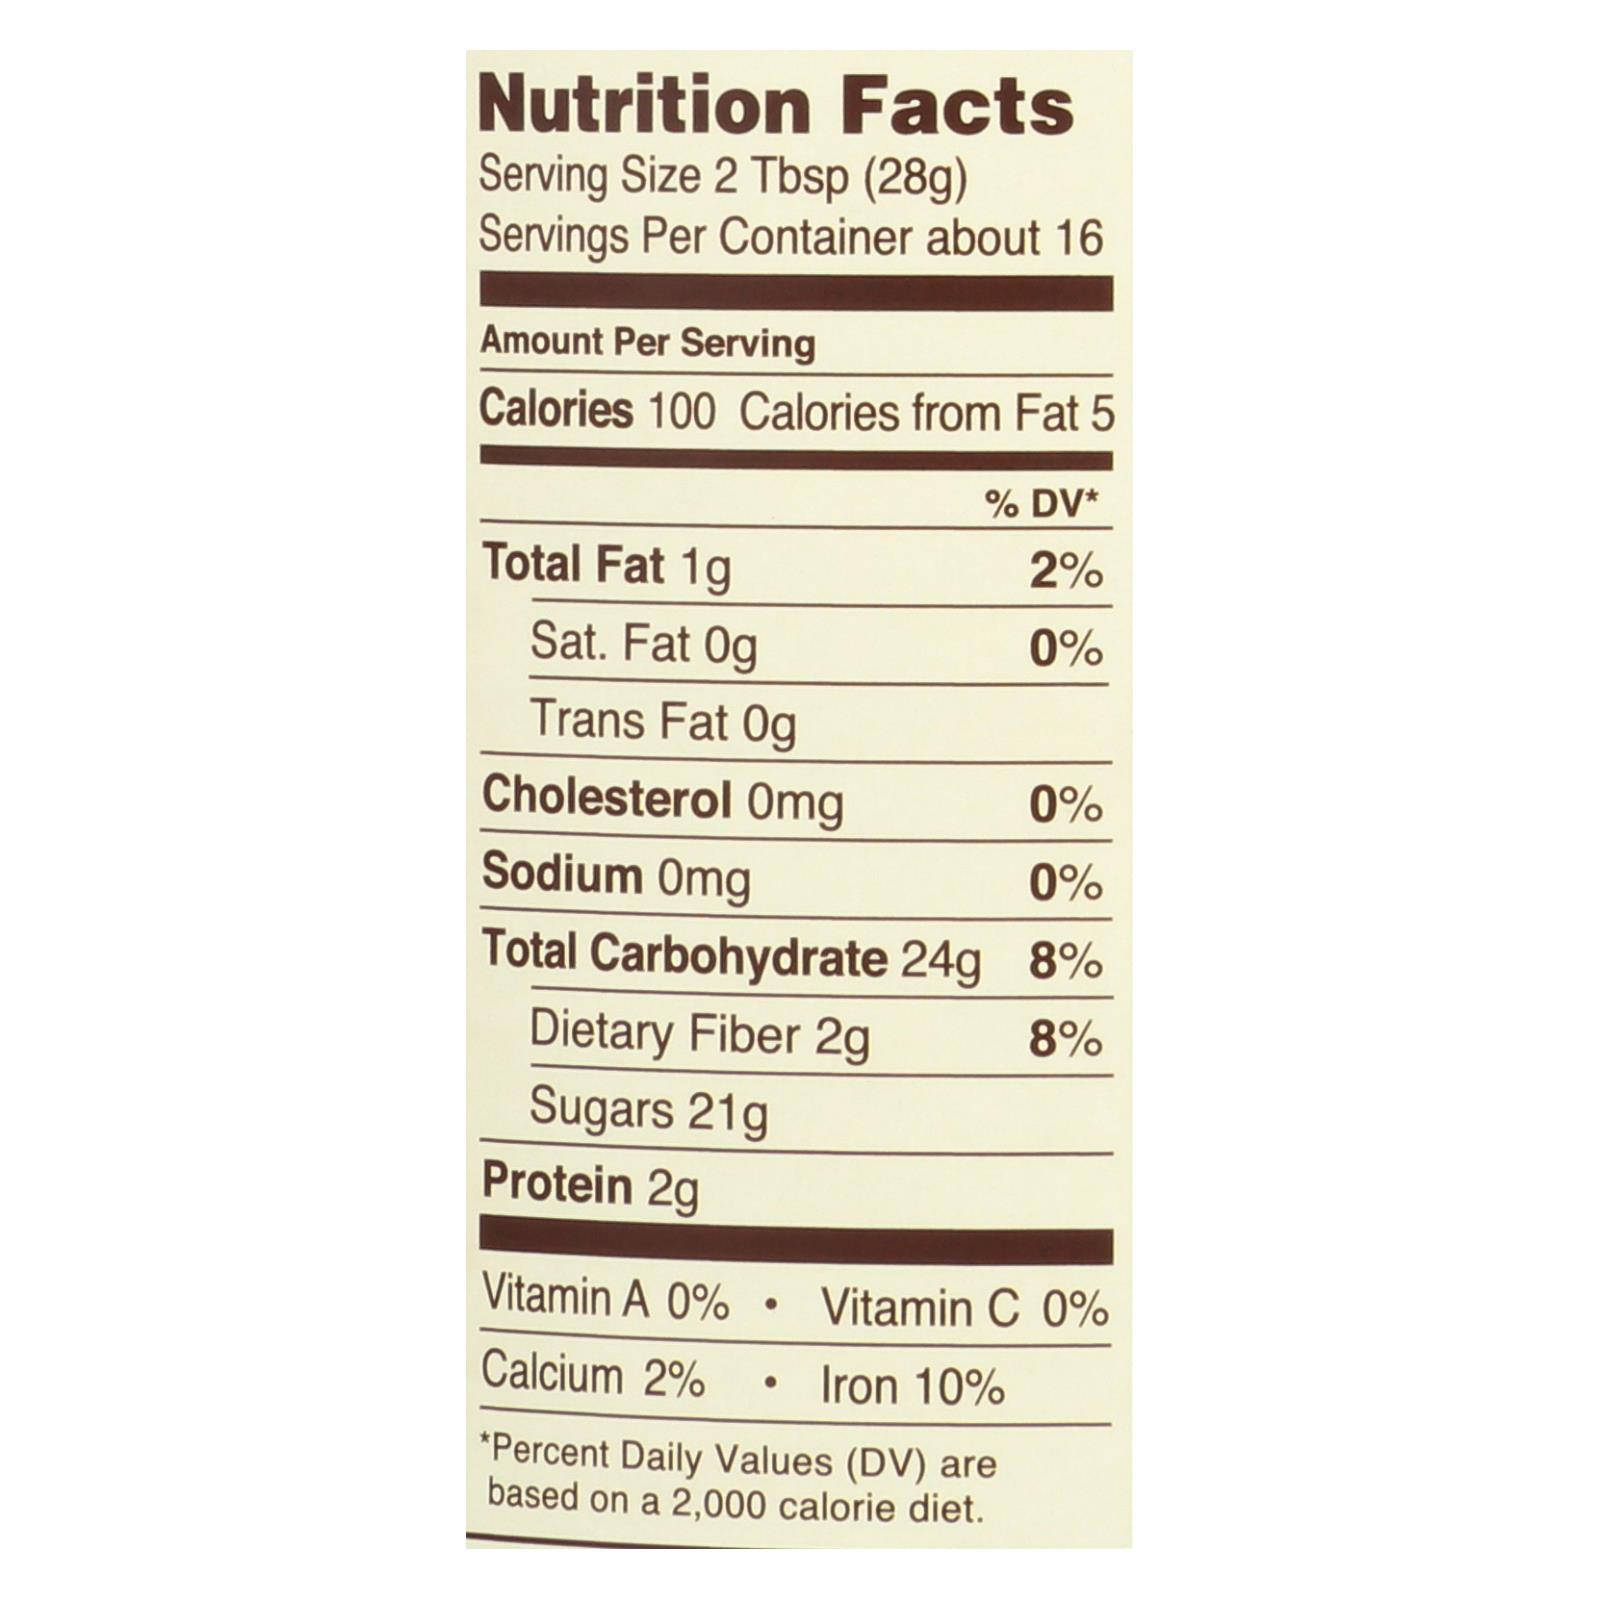 Nutrition Facts
Serving Size 2 Tbsp (28g)
Servings Per Container about 16
Amount Per Serving
Calories 100 Calories from Fat 5
% DV*
Total Fat 1g 2%
Sat. Fat 0g 0%
Trans Fat 0g
Cholesterol 0mg 0%
Sodium 0mg 0%
Total Carbohydrate 24g 8%
Dietary Fiber 2g 8%
Sugars 21g
Protein 2g
Vitamin A 0% • Vitamin C 0%
Calcium 2% • Iron 10%
*Percent Daily Values (DV) are
based on a 2,000 calorie diet.